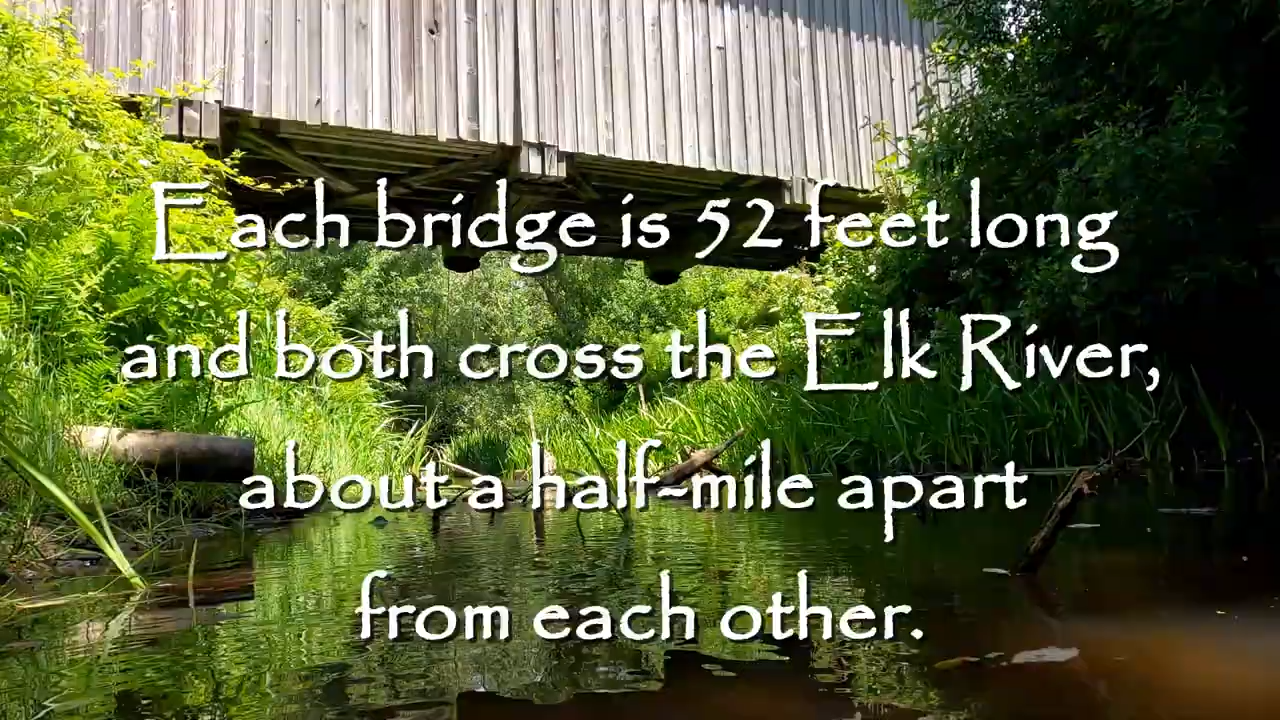 Each bridge is 52 feet long
and both cross the Elk River,
about a half-mile apart
from each other.